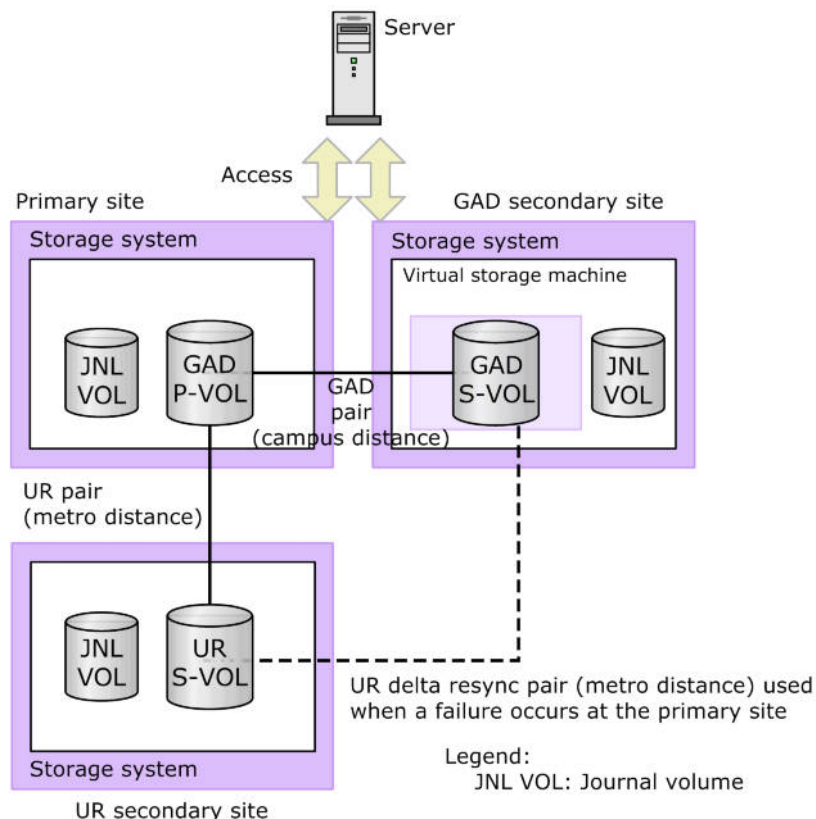 Server
Access
Primary site
GAD secondary site
Storage system
Storage system
Virtual storage machine
JNL
VOL
GAD
P-VOL
GAD
S-VOL
JNL
VOL
GAD
pair
(campus distance)
UR pair
(metro distance)
JNL
VOL
UR
S-VOL
UR delta resync pair (metro distance) used
when a failure occurs at the primary site
Storage system
Legend:
JNL VOL: Journal volume
UR secondary site